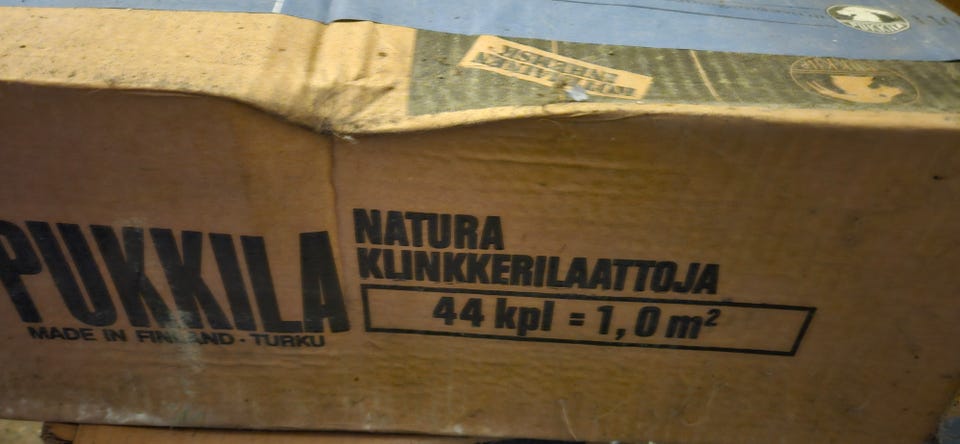 PUKKILA
MADE IN FINLAND · TURKU
NATURA
KLINKKERILAATTOJA
44 kpl = 1,0 m²